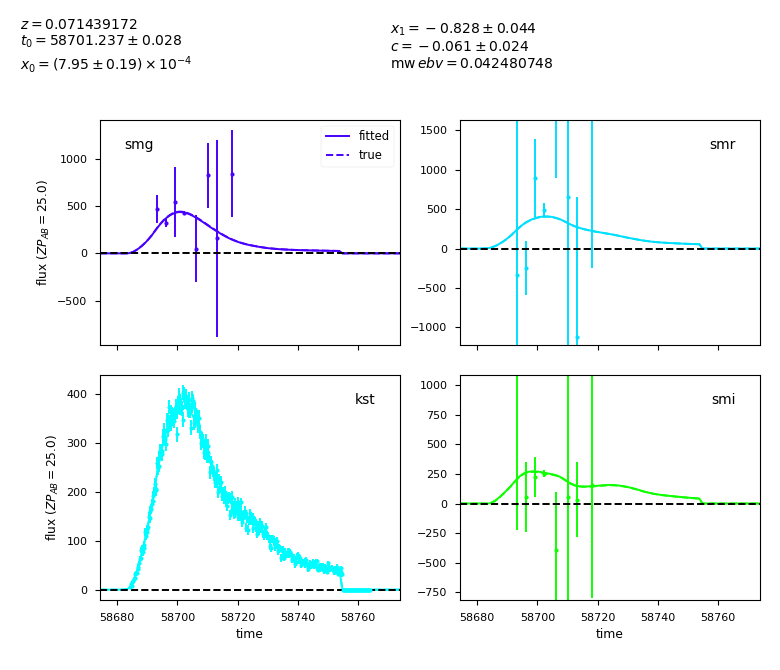 z = 0.071439172
t₀ = 58701.237 ± 0.028
x₀ = (7.95 ± 0.19) × 10⁻⁴
x₁ = −0.828 ± 0.044
c = −0.061 ± 0.024
mw ebv = 0.042480748
smg
fitted
true
1000
500
0
−500
flux (ZP_AB = 25.0)
smr
1500
1000
500
0
−500
−1000
kst
400
300
200
100
0
flux (ZP_AB = 25.0)
58680 58700 58720 58740 58760
time
smi
1000
750
500
250
0
−250
−500
−750
58680 58700 58720 58740 58760
time